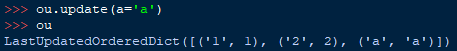 >>> ou.update(a='a')
>>> ou
LastUpdatedOrderedDict([('1', 1), ('2', 2), ('a', 'a')])